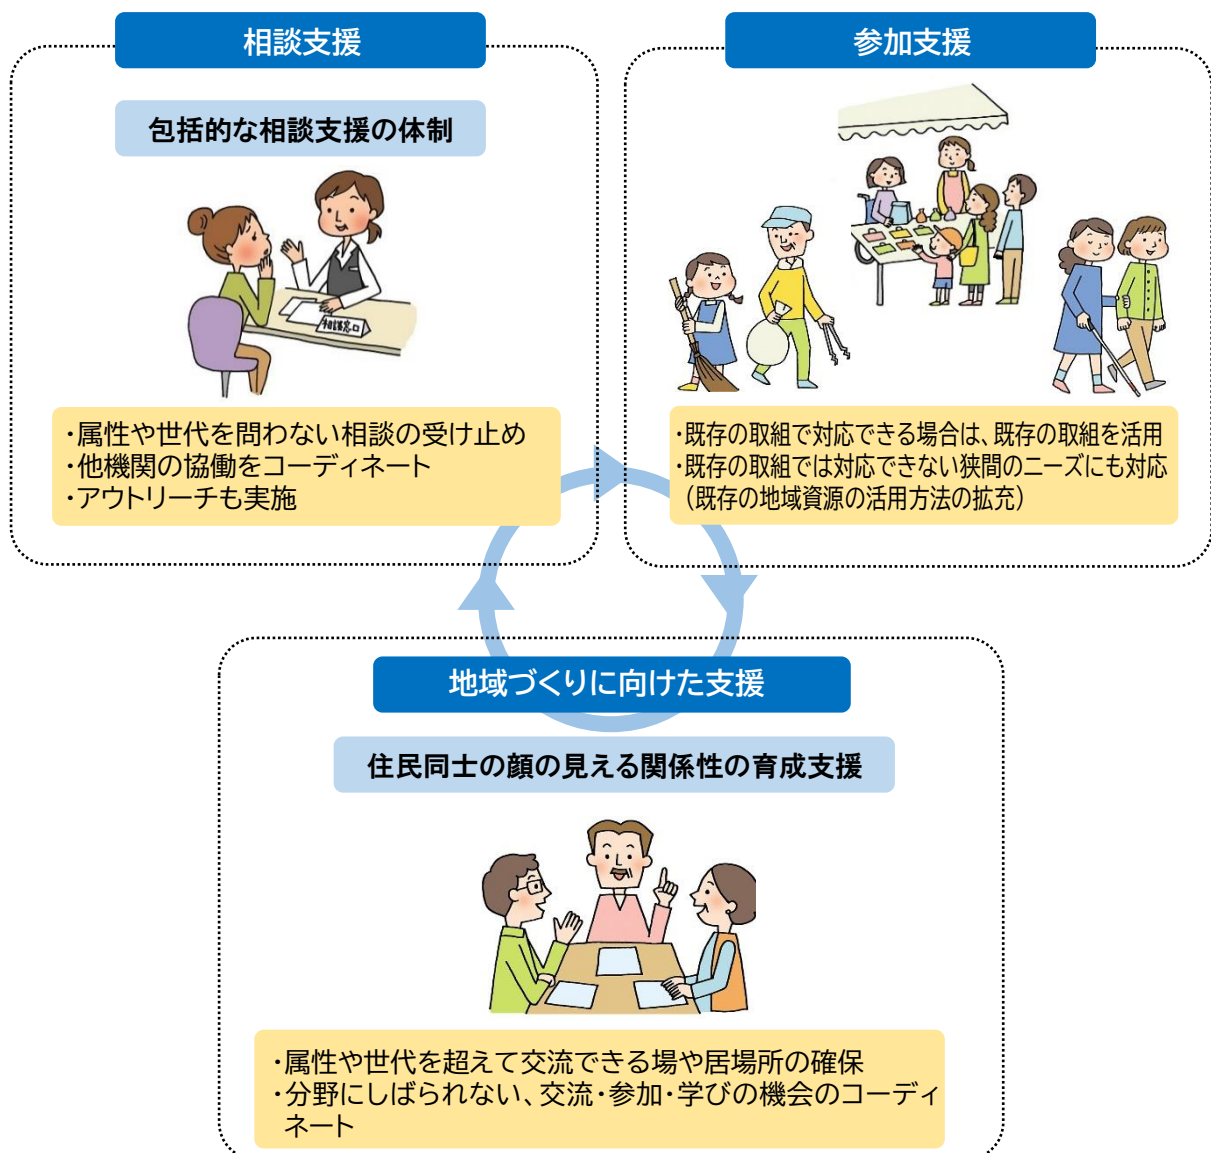 相談支援
包括的な相談支援の体制
相談窓口
・属性や世代を問わない相談の受け止め
・他機関の協働をコーディネート
・アウトリーチも実施
参加支援
・既存の取組で対応できる場合は、既存の取組を活用
・既存の取組では対応できない狭間のニーズにも対応
（既存の地域資源の活用方法の拡充）
地域づくりに向けた支援
住民同士の顔の見える関係性の育成支援
・属性や世代を超えて交流できる場や居場所の確保
・分野にしばられない、交流・参加・学びの機会のコーディ
ネート